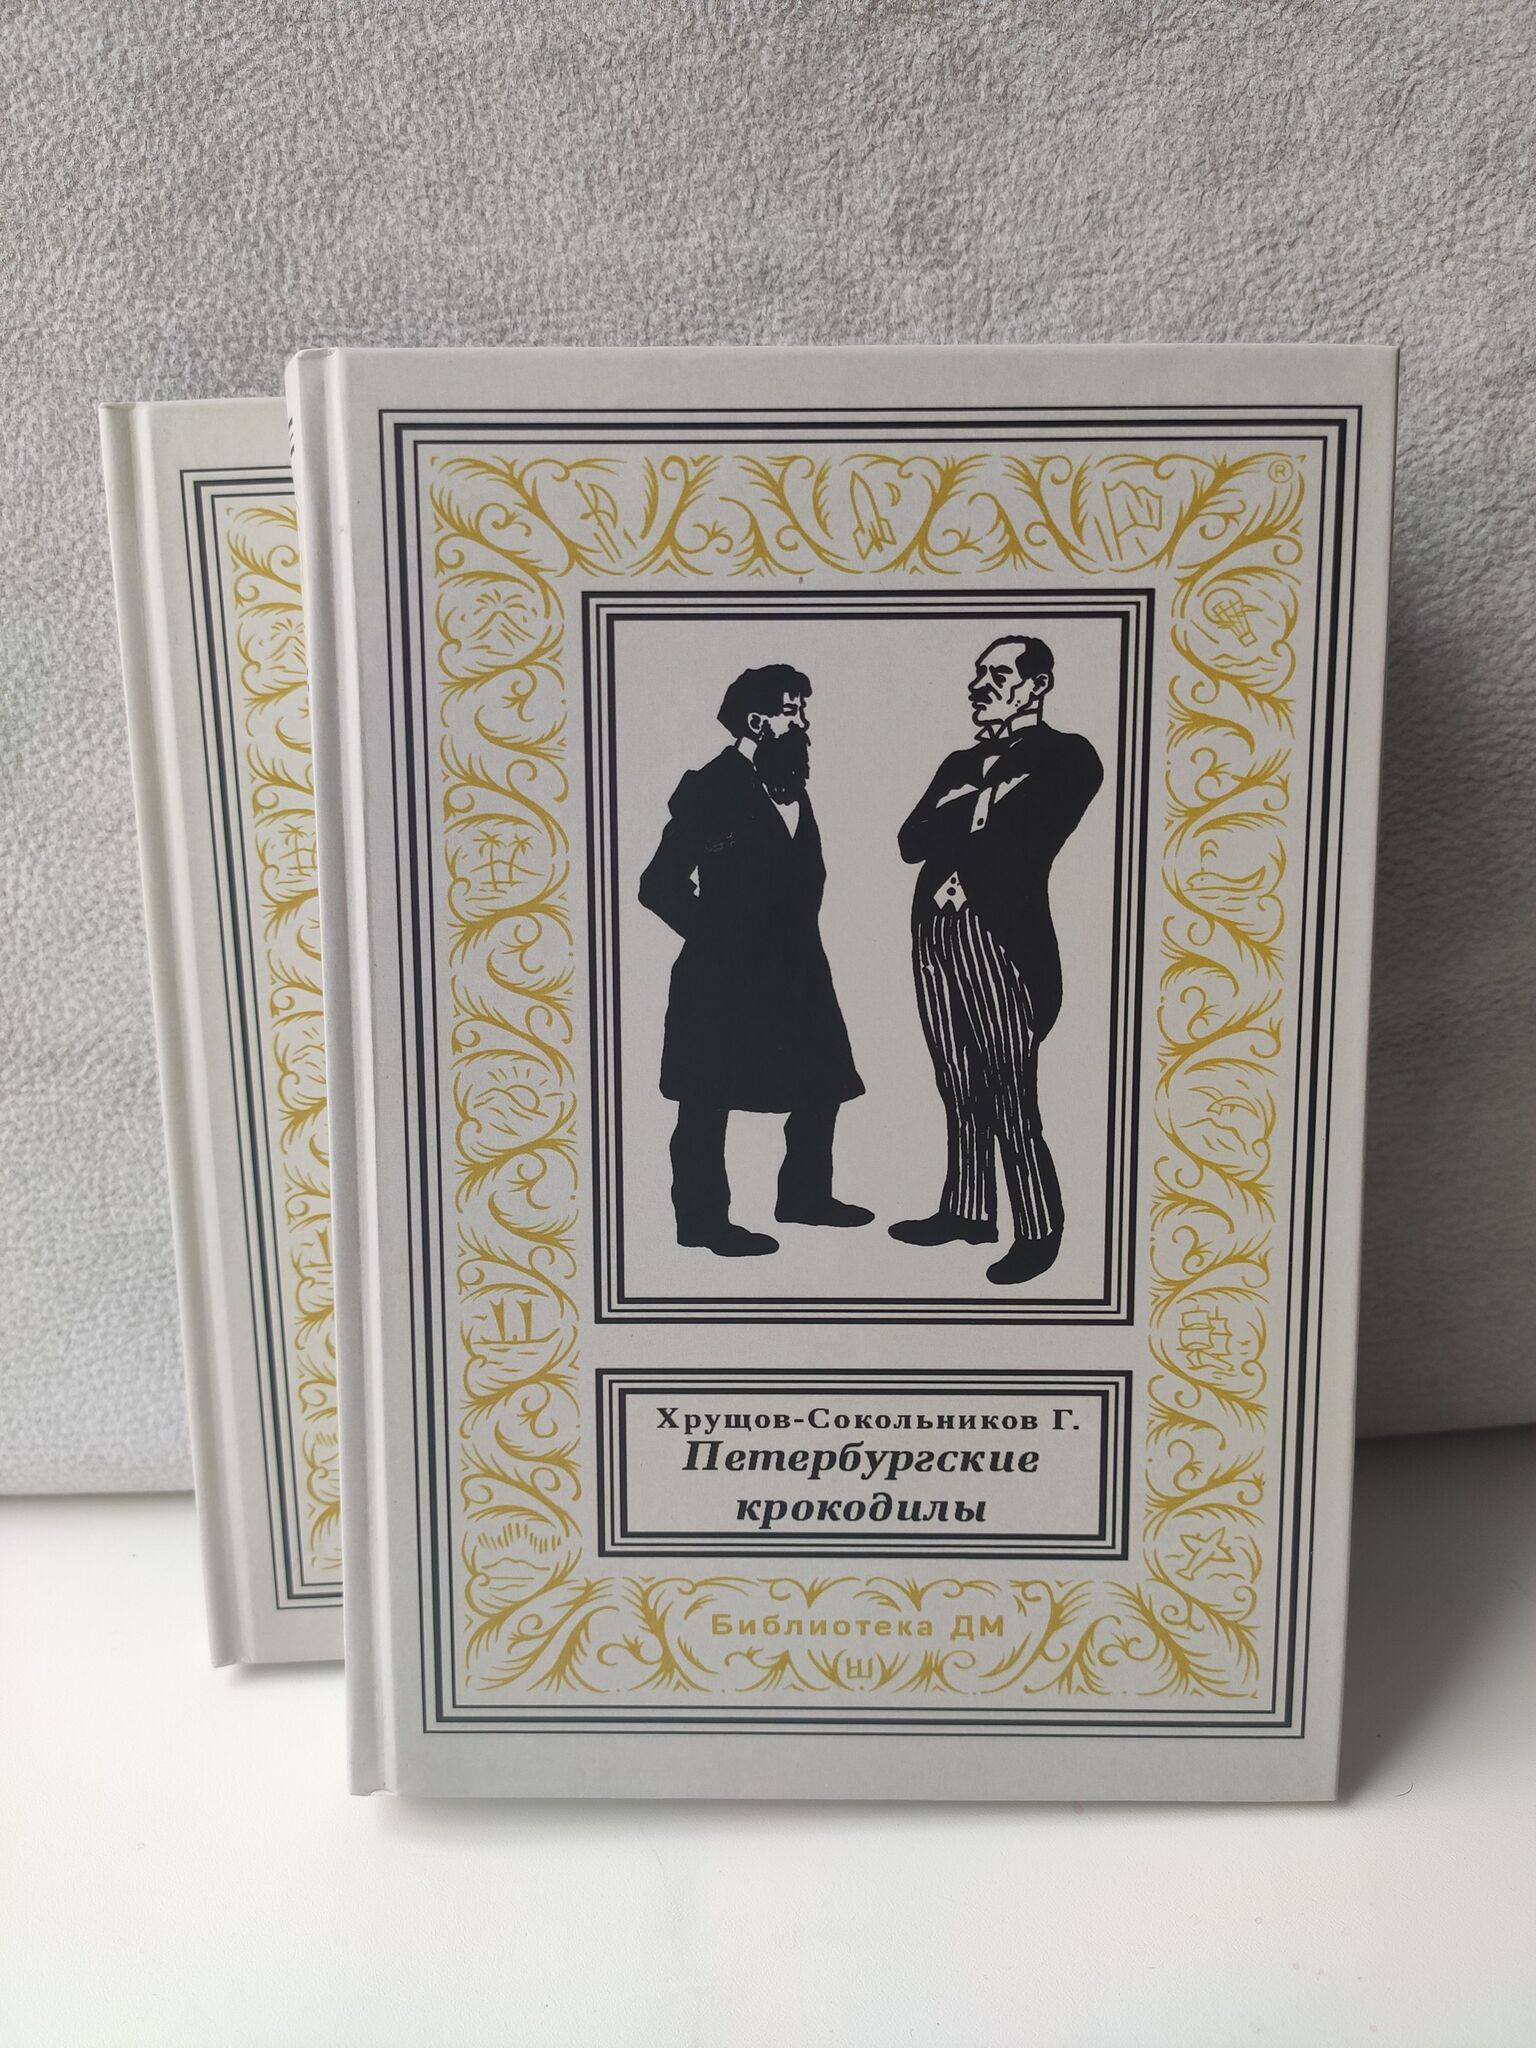 ®
Хрущов-Сокольников Г.
Петербургские
крокодилы
Библиотека ДМ